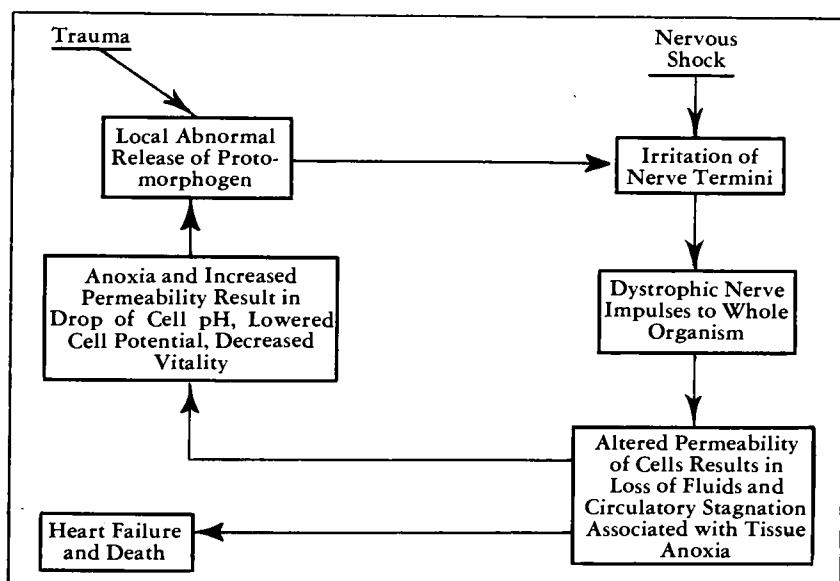 Trauma
Nervous
Shock
Local Abnormal
Release of Proto-
morphogen
Irritation of
Nerve Termini
Anoxia and Increased
Permeability Result in
Drop of Cell pH, Lowered
Cell Potential, Decreased
Vitality
Dystrophic Nerve
Impulses to Whole
Organism
Altered Permeability
of Cells Results in
Loss of Fluids and
Circulatory Stagnation
Associated with Tissue
Anoxia
Heart Failure
and Death